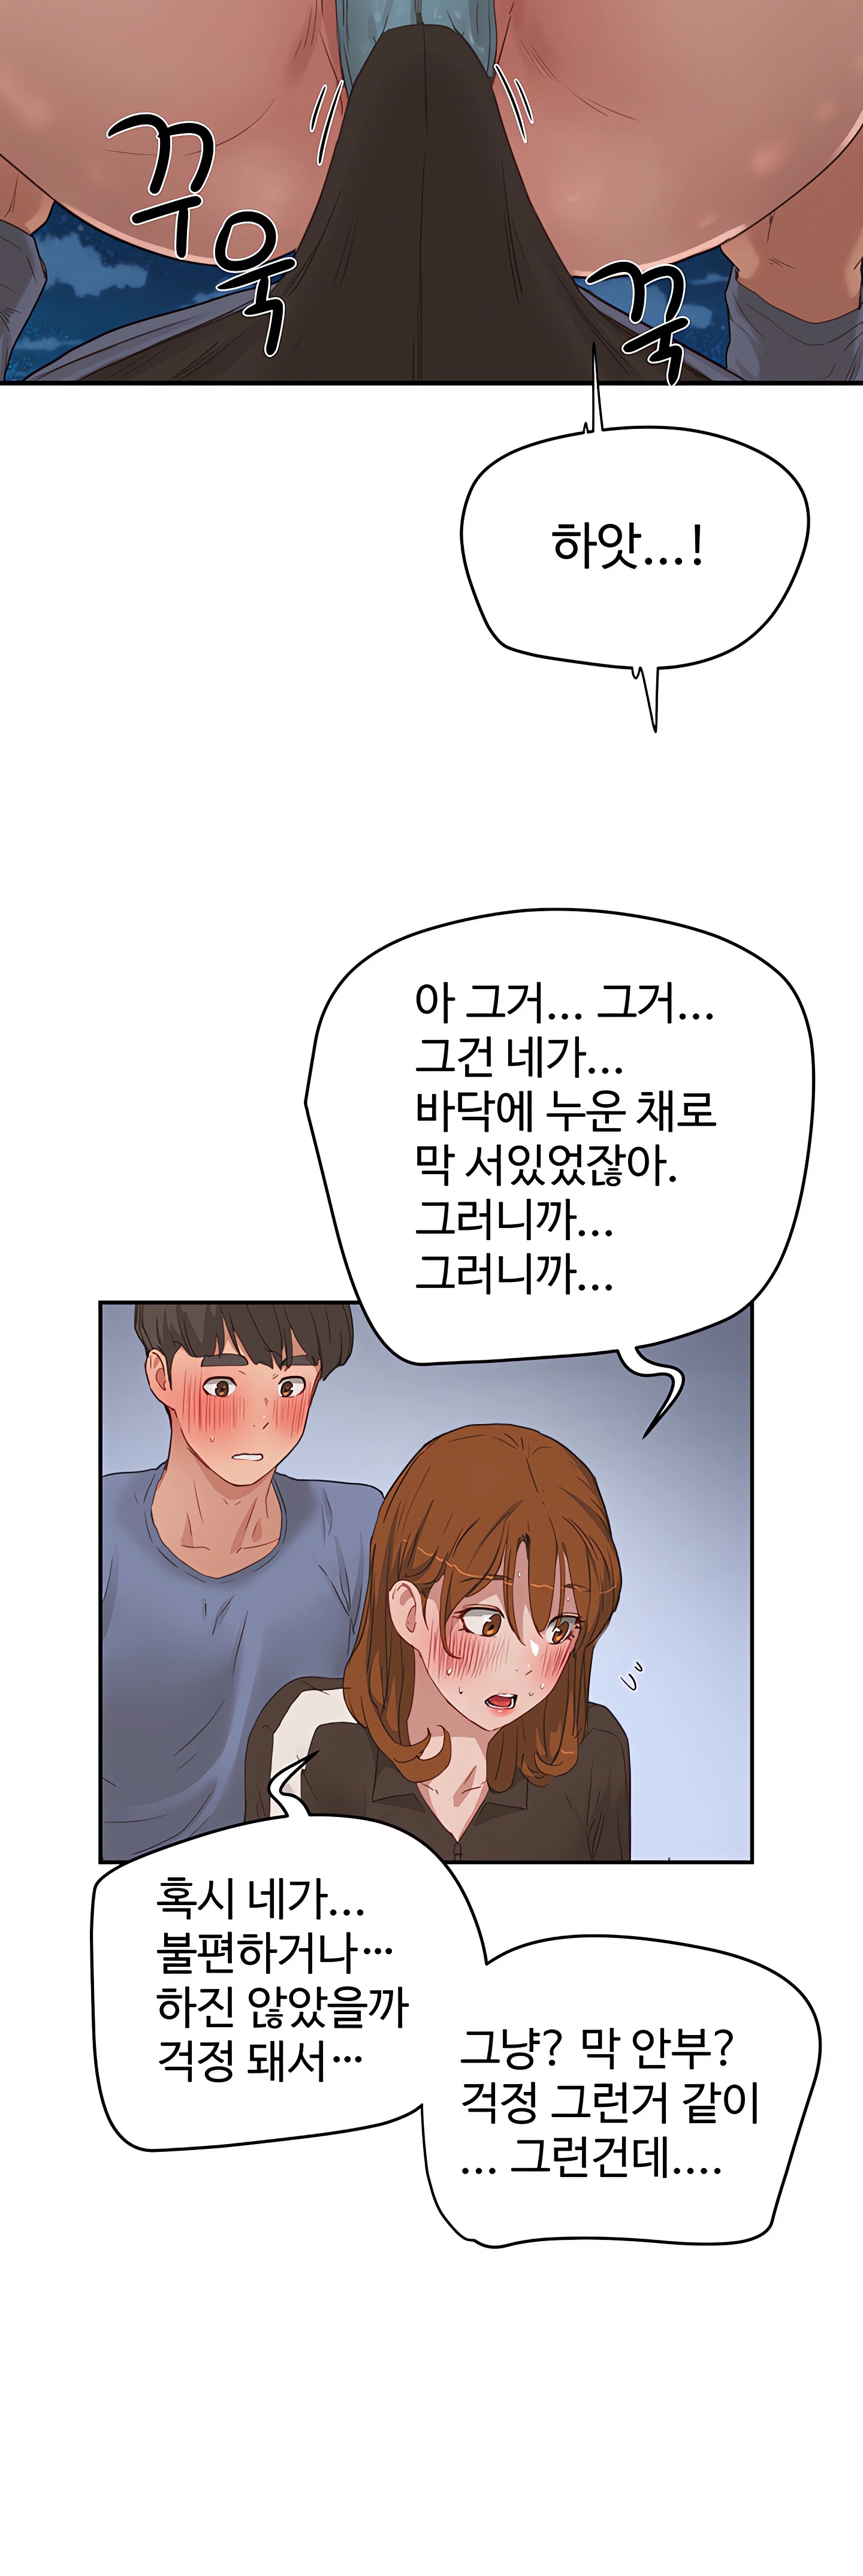 꾸욱
꾹
하앗...!
아 그거... 그거...
그건 네가...
바닥에 누운 채로
막 서있었잖아.
그러니까...
그러니까...
혹시 네가...
불편하거나…
하진 않았을까
걱정 돼서…
그냥? 막 안부?
걱정 그런거 같이
... 그런건데....